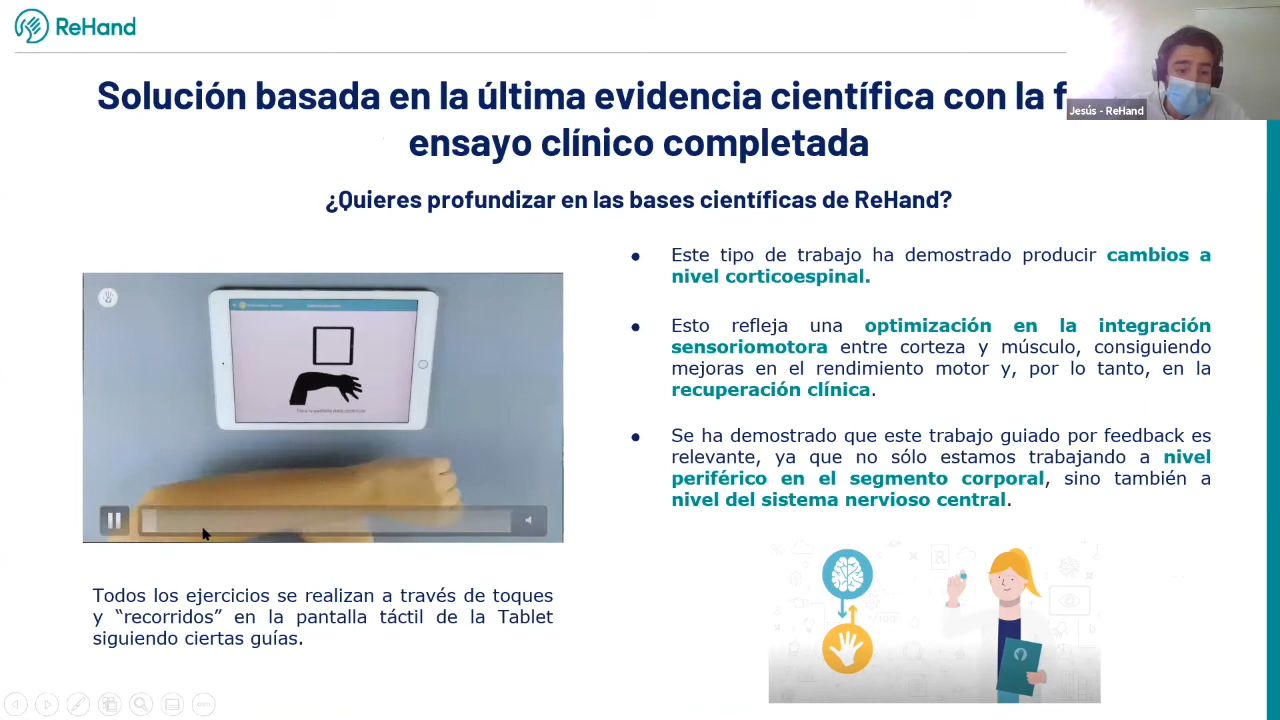 ReHand
Solución basada en la última evidencia científica con la f
ensayo clínico completada
Jesús - ReHand
¿Quieres profundizar en las bases científicas de ReHand?
● Este tipo de trabajo ha demostrado producir cambios a
nivel corticoespinal.
● Esto refleja una optimización en la integración
sensoriomotora entre corteza y músculo, consiguiendo
mejoras en el rendimiento motor y, por lo tanto, en la
recuperación clínica.
● Se ha demostrado que este trabajo guiado por feedback es
relevante, ya que no sólo estamos trabajando a nivel
periférico en el segmento corporal, sino también a
nivel del sistema nervioso central.
Todos los ejercicios se realizan a través de toques
y “recorridos” en la pantalla táctil de la Tablet
siguiendo ciertas guías.